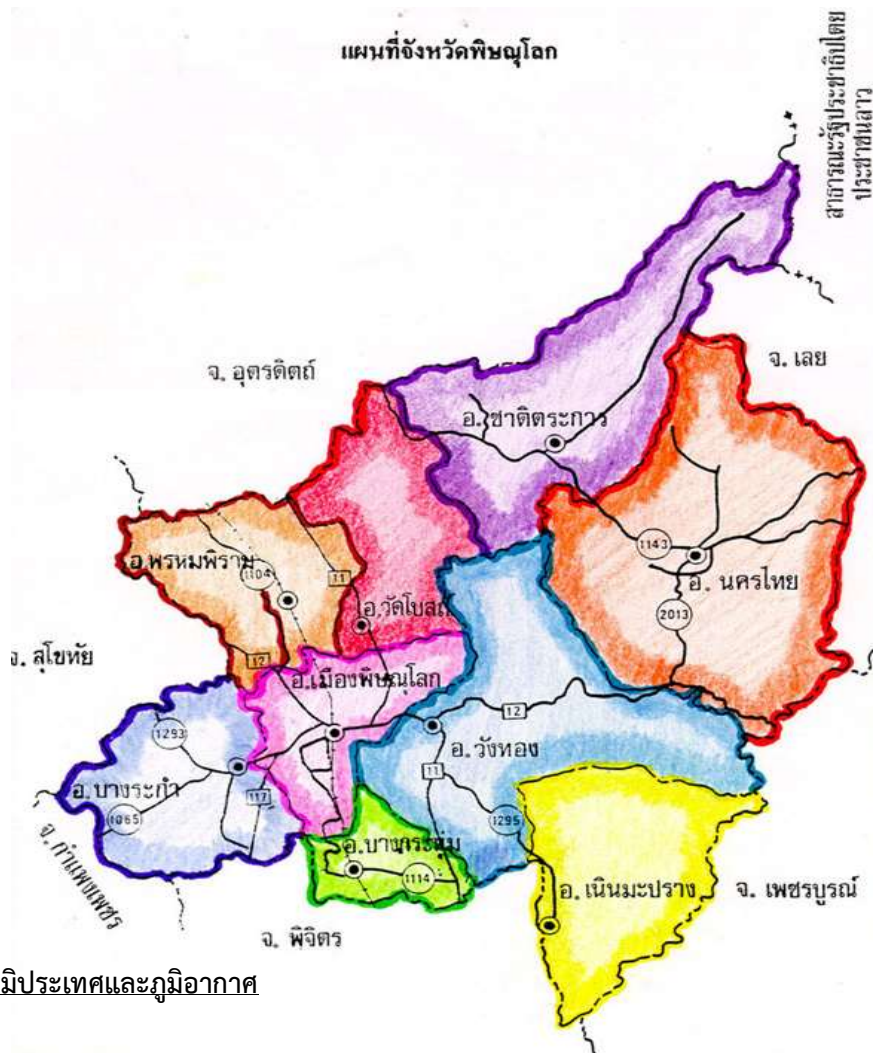 แผนที่จังหวัดพิษณุโลก
สาธารณะรัฐประชาธิปไตย
ประชาชนลาว
จ. อุตรดิตถ์
จ. เลย
อ. ชาติตระการ
1143
อ. นครไทย
2013
อ.พรหมพิราม
1104
11
อ.วัดโบสถ์
จ. สุโขทัย
12
อ.เมืองพิษณุโลก
12
1293
อ. วังทอง
11
อ. บางระกำ
117
1065
1295
อ.บางกระทุ่ม
1114
อ. เนินมะปราง
จ. เพชรบูรณ์
จ. กำแพงเพชร
จ. พิจิตร
มิประเทศและภูมิอากาศ